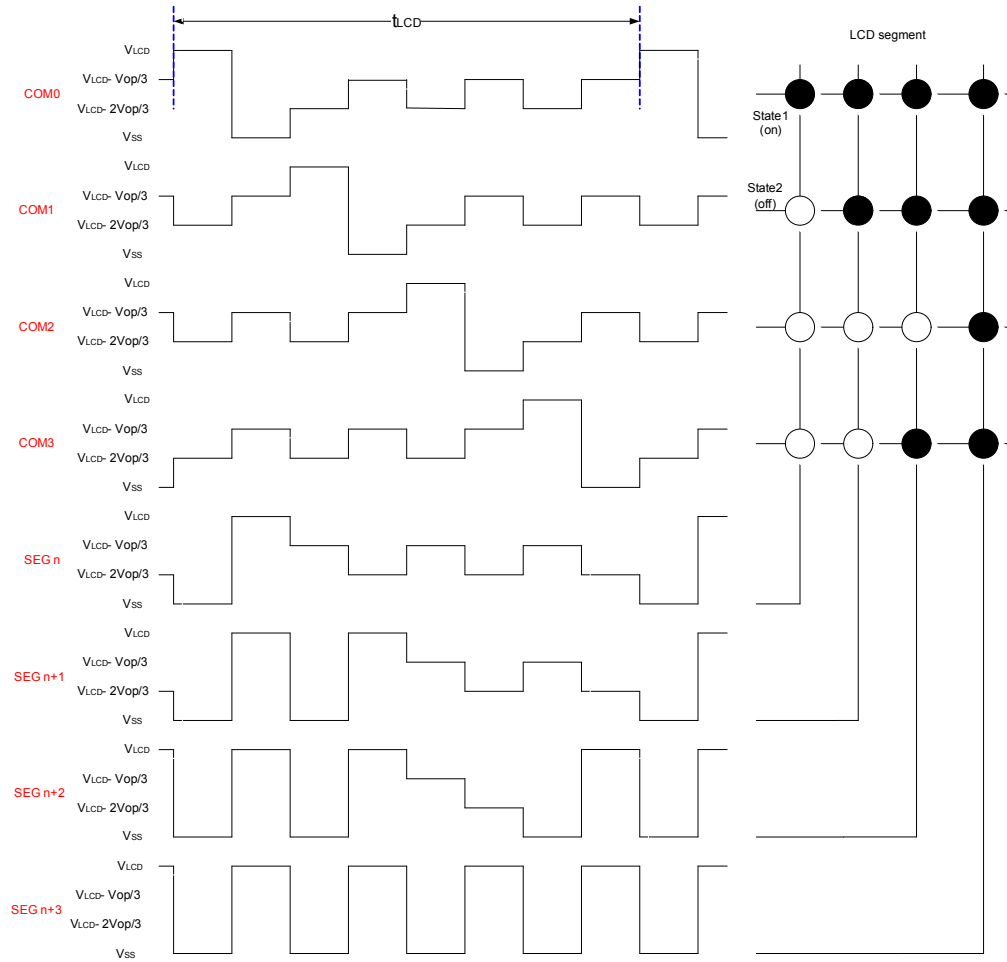 tLCD
LCD segment
COM0
VLCD
VLCD- Vop/3
VLCD- 2Vop/3
VSS
State1
(on)
COM1
VLCD
VLCD- Vop/3
VLCD- 2Vop/3
VSS
State2
(off)
COM2
VLCD
VLCD- Vop/3
VLCD- 2Vop/3
VSS
COM3
VLCD
VLCD- Vop/3
VLCD- 2Vop/3
VSS
SEG n
VLCD
VLCD- Vop/3
VLCD- 2Vop/3
VSS
SEG n+1
VLCD
VLCD- Vop/3
VLCD- 2Vop/3
VSS
SEG n+2
VLCD
VLCD- Vop/3
VLCD- 2Vop/3
VSS
SEG n+3
VLCD
VLCD- Vop/3
VLCD- 2Vop/3
VSS